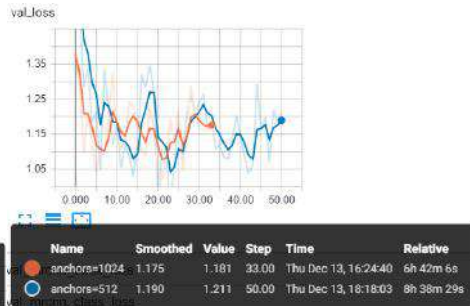 val_loss
1.35
1.25
1.15
1.05
0.000 10.00 20.00 30.00 40.00 50.00
Name Smoothed Value Step Time Relative
anchors=1024 1.175 1.181 33.00 Thu Dec 13, 16:24:40 6h 42m 6s
anchors=512 1.190 1.211 50.00 Thu Dec 13, 18:18:03 8h 38m 29s
val_mrcnn_class_loss